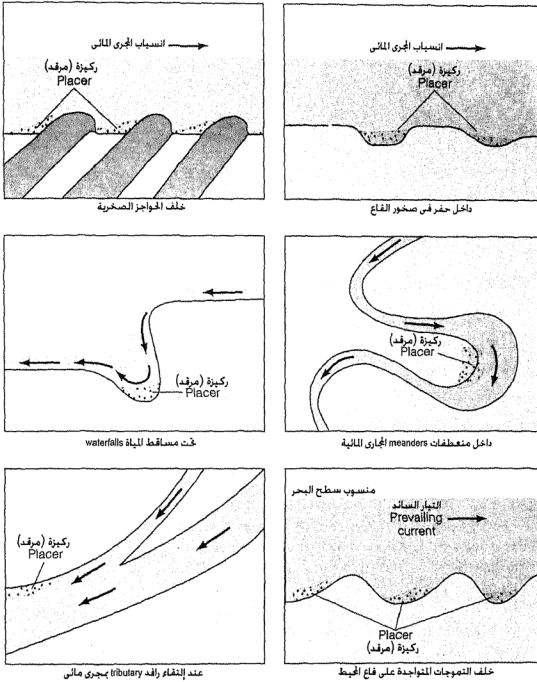 انسياب المجرى المائى
ركيزة (مرقد)
Placer
خلف الحواجز الصخرية
انسياب المجرى المائى
ركيزة (مرقد)
Placer
داخل حفر فى صخور القاع
ركيزة (مرقد)
Placer
تحت مساقط المياة waterfalls
ركيزة (مرقد)
Placer
داخل منعطفات meanders المجارى المائية
ركيزة (مرقد)
Placer
عند إلتقاء رافد tributary بمجرى مائى
منسوب سطح البحر
التيار السائد
Prevailing
current
Placer
ركيزة (مرقد)
خلف التموجات المتواجدة على قاع المحيط